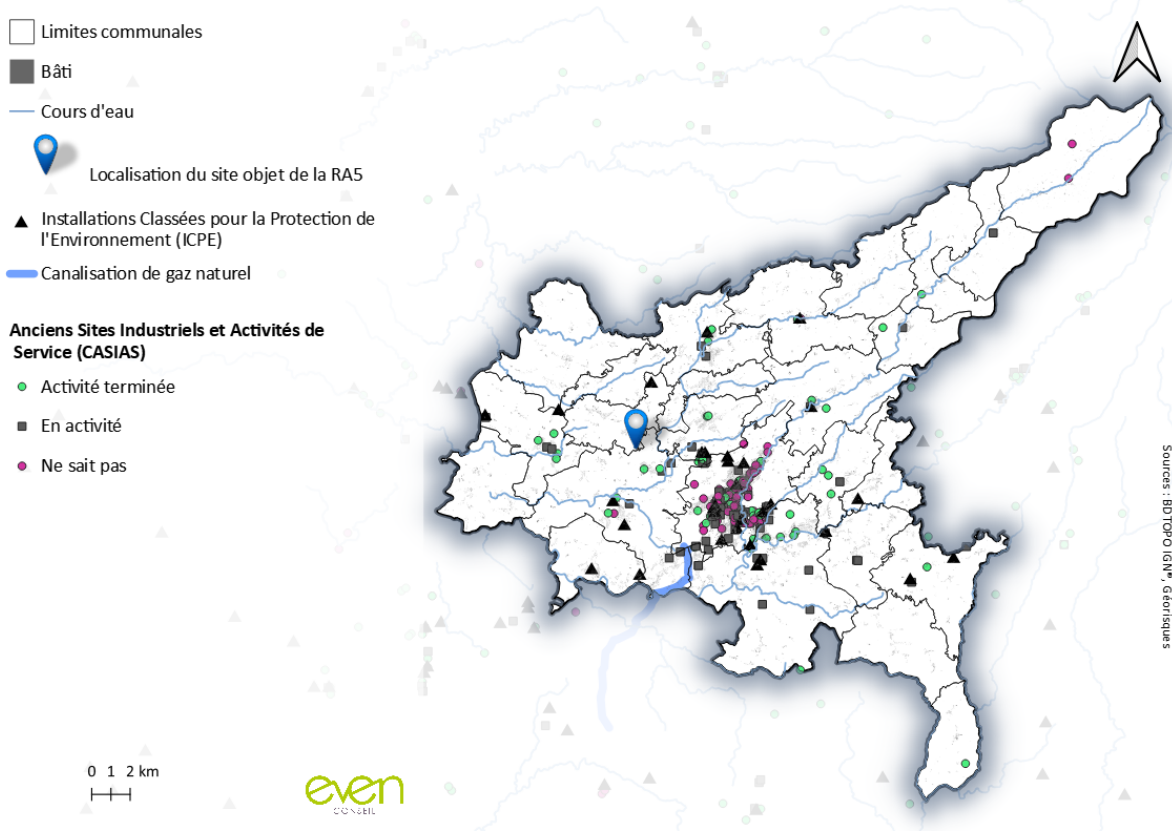 Limites communales
Bâti
Cours d'eau
Localisation du site objet de la RA5
Installations Classées pour la Protection de
l'Environnement (ICPE)
Canalisation de gaz naturel
Anciens Sites Industriels et Activités de
Service (CASIAS)
Activité terminée
En activité
Ne sait pas
0 1 2 km
even
CONSEIL
Sources : BD TOPO IGN®, Géorisques